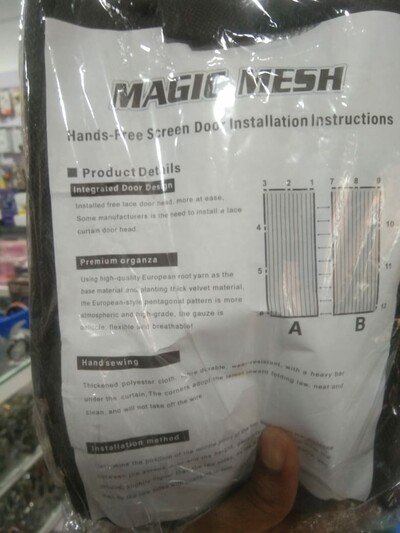 MAGIC MESH
Hands-Free Screen Door Installation Instructions
■ Product Details
Integrated Door Design
Installed free lace door head, more at ease.
Some manufacturers is the need to install lace
curtain door head.
Premium organza
Using high-quality European root yarn as the
base material and planting thick velvet material,
the European-style pentagonal pattern is more
atmospheric and high-grade. the gauze is
flexible and breathable!
Hand sewing
Thickened polyester cloth, more durable, wear-resistant, with a heavy bar
under the curtain. The corners adopt the latest folding law, neat and
clean, and will not take off the wire.
Installation method
3 2 1 7 8 9
4 10
5 11
6 12
A B